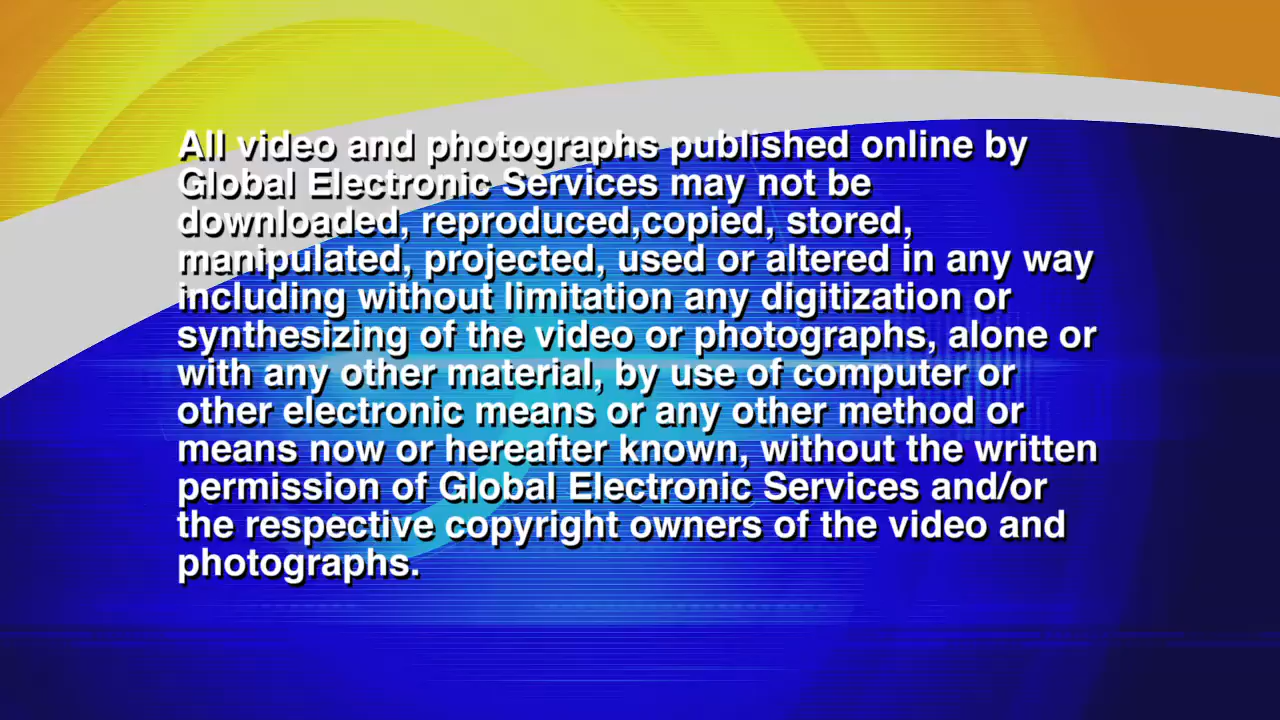 All video and photographs published online by
Global Electronic Services may not be
downloaded, reproduced,copied, stored,
manipulated, projected, used or altered in any way
including without limitation any digitization or
synthesizing of the video or photographs, alone or
with any other material, by use of computer or
other electronic means or any other method or
means now or hereafter known, without the written
permission of Global Electronic Services and/or
the respective copyright owners of the video and
photographs.